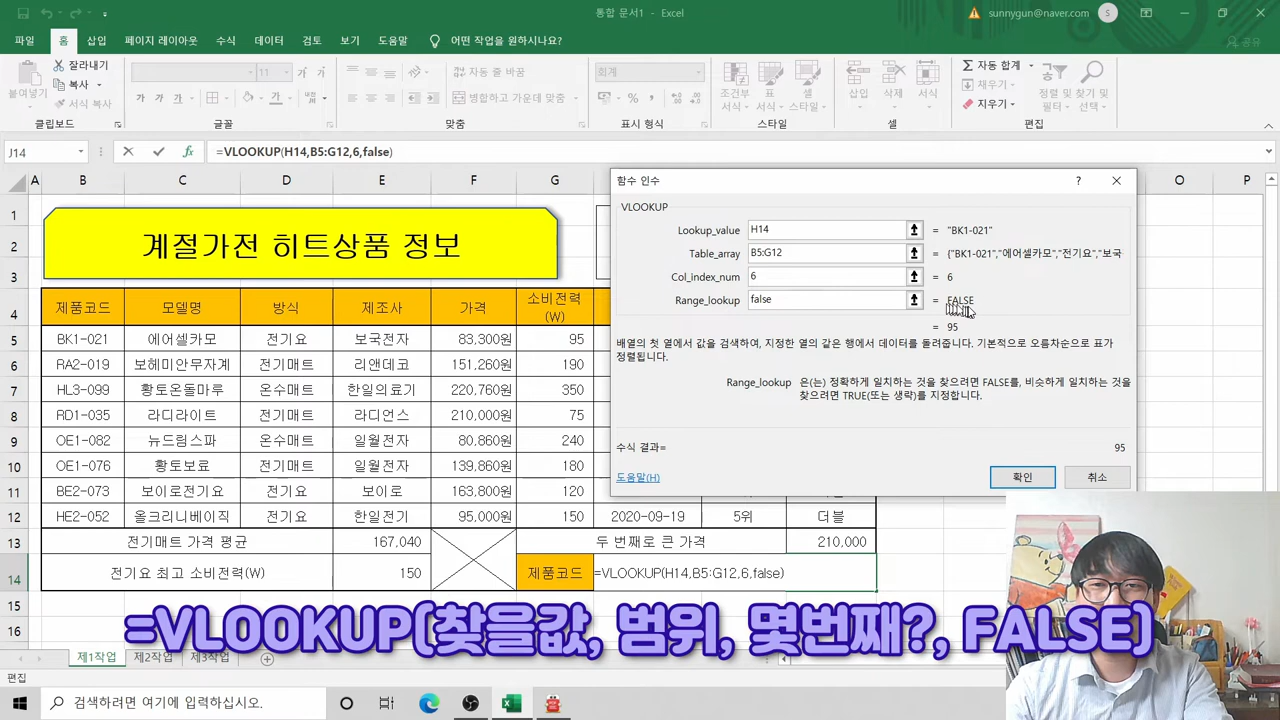 통합 문서1 - Excel
sunnygun@naver.com S
파일 홈 삽입 페이지 레이아웃 수식 데이터 검토 보기 도움말 어떤 작업을 원하시나요? 공유
붙여넣기
잘라내기
복사
서식 복사
클립보드
11
글꼴
자동 줄 바꿈
병합하고 가운데 맞춤
맞춤
회계
표시 형식
조건부 서식
표 서식
셀 스타일
스타일
삽입
삭제
서식
셀
자동 합계
채우기
지우기
정렬 및 필터
찾기 및 선택
편집
J14
=VLOOKUP(H14,B5:G12,6,false)
A B C D E F G O P
1
2
3
계절가전 히트상품 정보
4 제품코드 모델명 방식 제조사 가격 소비전력 (W)
5 BK1-021 에어셀카모 전기요 보국전자 83,300원 95
6 RA2-019 보헤미안무자계 전기매트 리앤데코 151,260원 190
7 HL3-099 황토온돌마루 온수매트 한일의료기 220,760원 350
8 RD1-035 라디라이트 전기매트 라디언스 210,000원 75
9 OE1-082 뉴드림스파 온수매트 일월전자 80,860원 240
10 OE1-076 황토보료 전기매트 일월전자 139,860원 180
11 BE2-073 보이로전기요 전기요 보이로 163,800원 120
12 HE2-052 올크리니베이직 전기요 한일전기 95,000원 150 2020-09-19 5위 더블
13 전기매트 가격 평균 167,040 두 번째로 큰 가격 210,000
14 전기요 최고 소비전력(W) 150 제품코드 =VLOOKUP(H14,B5:G12,6,false)
15
16
함수 인수 ?
VLOOKUP
Lookup_value H14 = "BK1-021"
Table_array B5:G12 = {"BK1-021","에어셀카모","전기요","보국
Col_index_num 6 = 6
Range_lookup false = FALSE
= 95
배열의 첫 열에서 값을 검색하여, 지정한 열의 같은 행에서 데이터를 돌려줍니다. 기본적으로 오름차순으로 표가
정렬됩니다.
Range_lookup 은(는) 정확하게 일치하는 것을 찾으려면 FALSE를, 비슷하게 일치하는 것을
찾으려면 TRUE(또는 생략)를 지정합니다.
수식 결과= 95
도움말(H) 확인 취소
=VLOOKUP(찾을값, 범위, 몇번째?, FALSE)
제1작업 제2작업 제3작업
편집
검색하려면 여기에 입력하십시오.